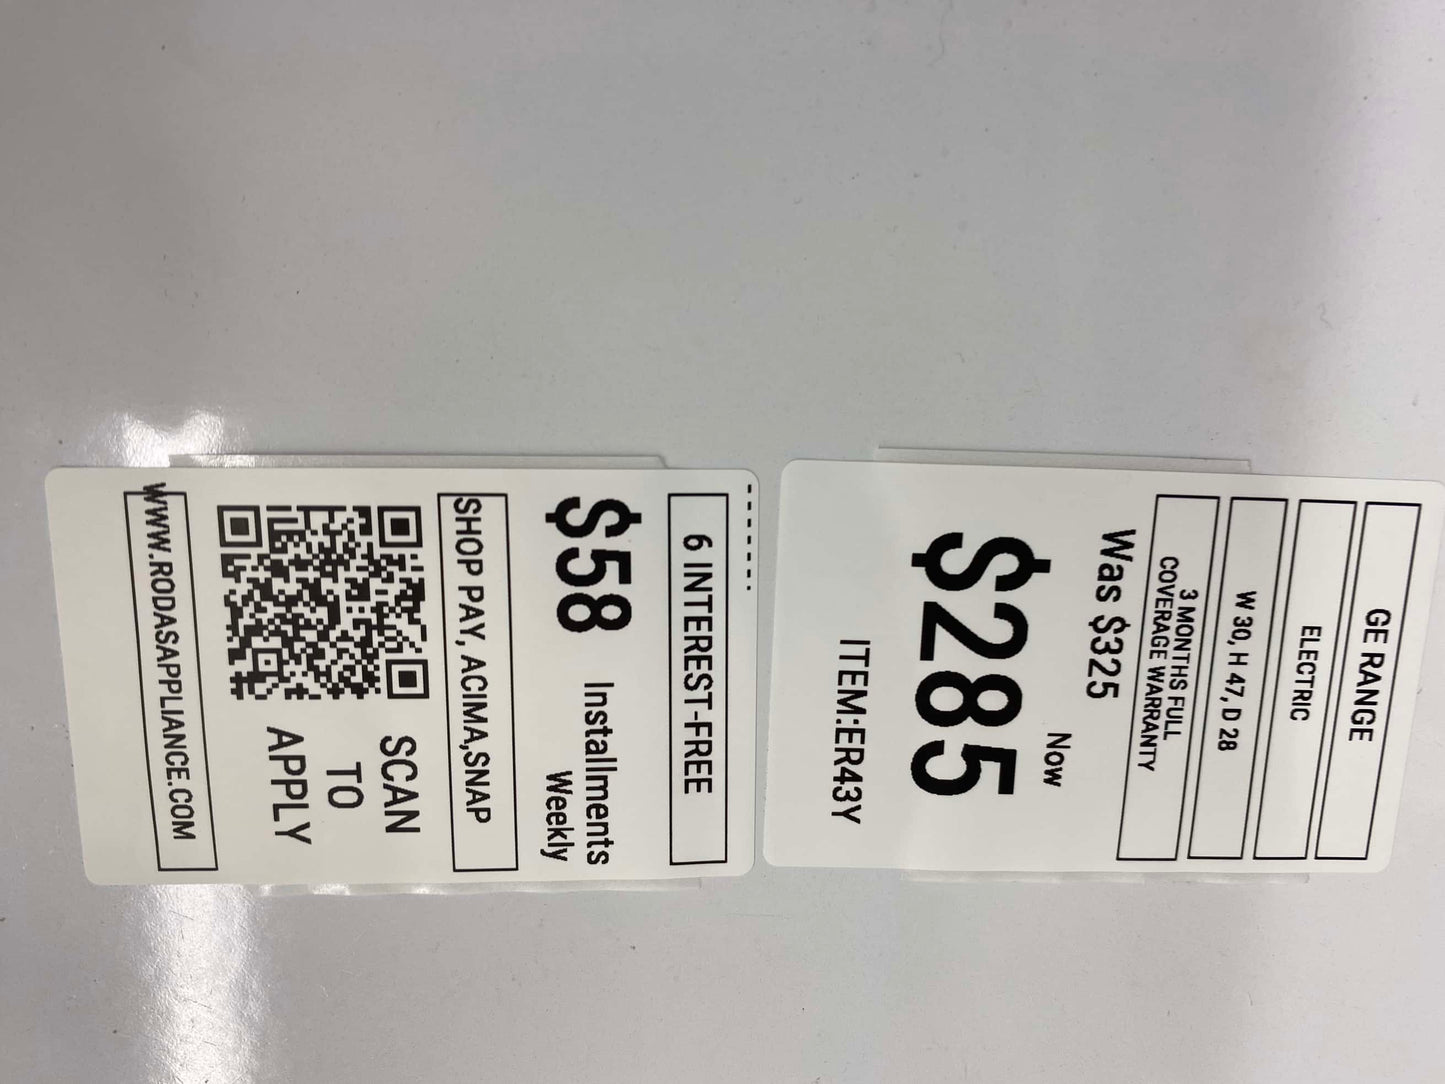 GE RANGE
ELECTRIC
W 30, H 47, D 28
3 MONTHS FULL
COVERAGE WARRANTY
Was $325
Now
$285
ITEM:ER43Y
6 INTEREST-FREE
$58 Installments
Weekly
SHOP PAY, ACIMA,SNAP
SCAN
TO
APPLY
WWW.RODASAPPLIANCE.COM